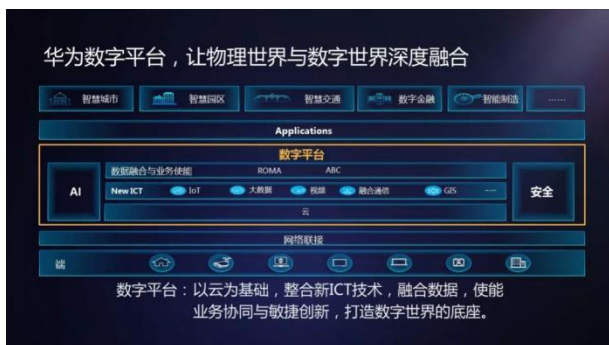 华为数字平台，让物理世界与数字世界深度融合
智慧城市 智慧园区 智慧交通 数字金融 智能制造 ……
Applications
数字平台
AI
数据融合与业务使能 ROMA ABC
New ICT IoT 大数据 视频 融合通信 GIS ……
云
安全
网络联接
端
数字平台：以云为基础，整合新ICT技术，融合数据，使能
业务协同与敏捷创新，打造数字世界的底座。